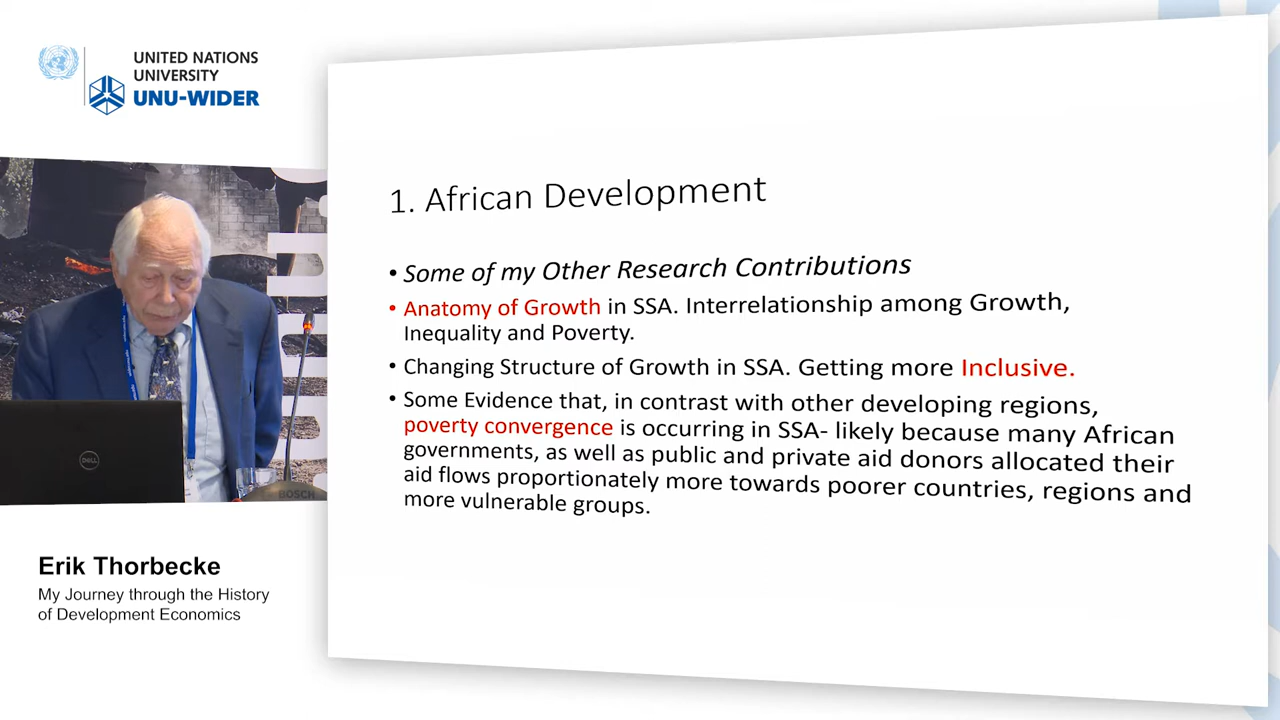 UNITED NATIONS
UNIVERSITY
UNU-WIDER
1. African Development
• Some of my Other Research Contributions
• Anatomy of Growth in SSA. Interrelationship among Growth,
Inequality and Poverty.
• Changing Structure of Growth in SSA. Getting more Inclusive.
• Some Evidence that, in contrast with other developing regions,
poverty convergence is occurring in SSA- likely because many African
governments, as well as public and private aid donors allocated their
aid flows proportionately more towards poorer countries, regions and
more vulnerable groups.
DELL
BOSCH
Erik Thorbecke
My Journey through the History
of Development Economics